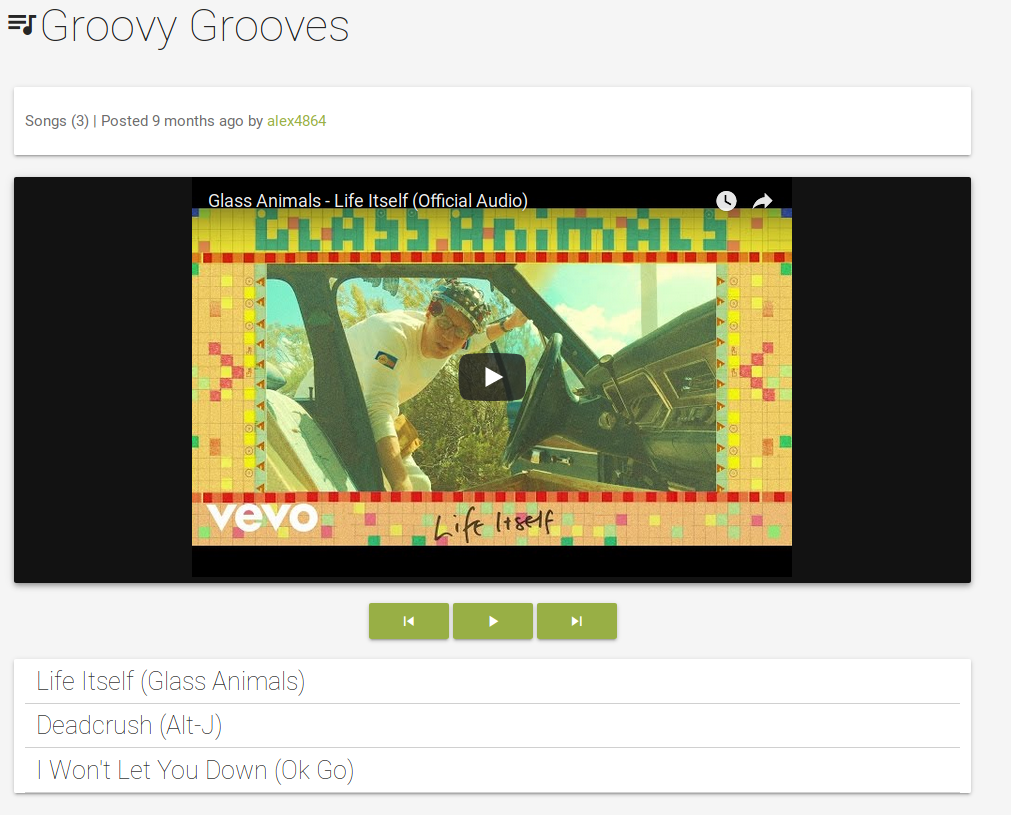 Groovy Grooves
Songs (3) | Posted 9 months ago by alex4864
Glass Animals - Life Itself (Official Audio)
GLASS ANiMALS
vevo
Life Itself
Life Itself (Glass Animals)
Deadcrush (Alt-J)
I Won't Let You Down (Ok Go)